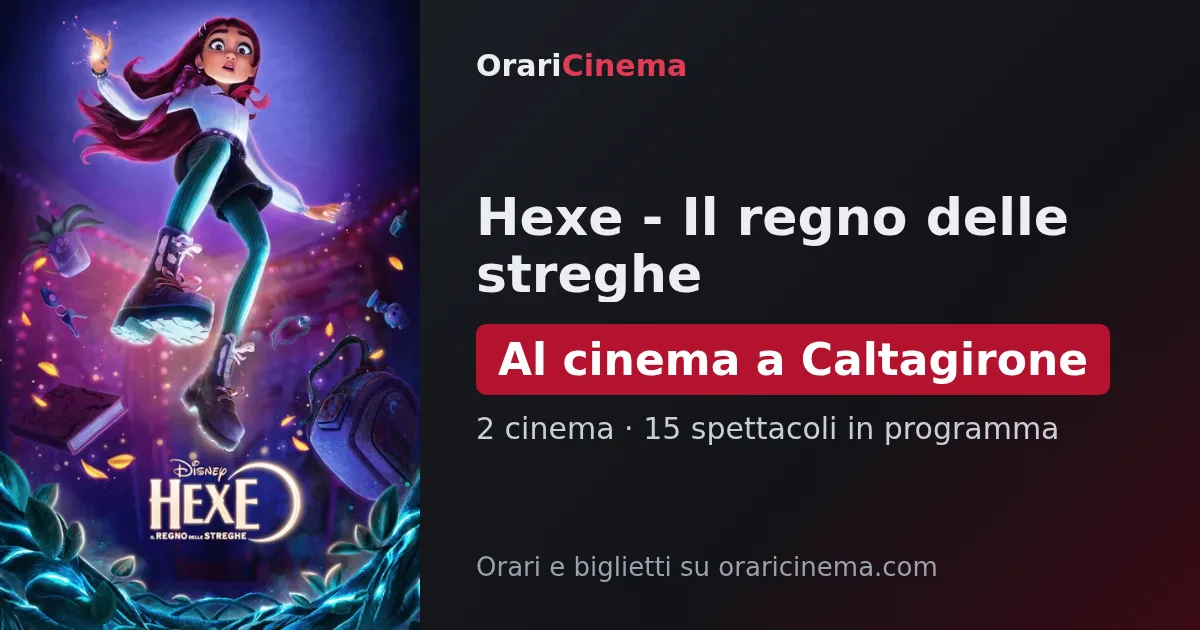 Disney
HEXE
IL REGNO DELLE STREGHE
OrariCinema
Hexe - Il regno delle
streghe
Al cinema a Caltagirone
2 cinema · 15 spettacoli in programma
Orari e biglietti su oraricinema.com